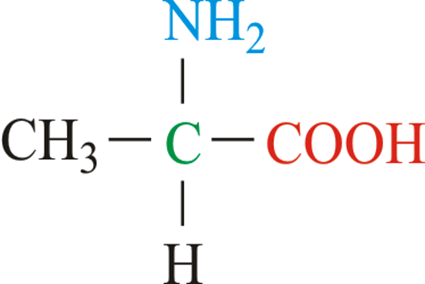 NH₂
CH₃ — C — COOH
H